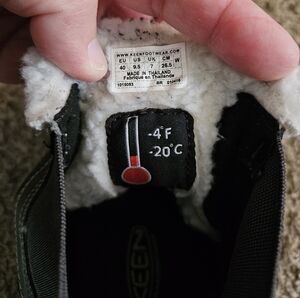 WWW.KEENFOOTWEAR.COM
EU US UK CM
40 9.5 7 26.5 W
MADE IN THAILAND
Fabriqué en Thaïlande
1019693
-4°F
-20°C
KEEN